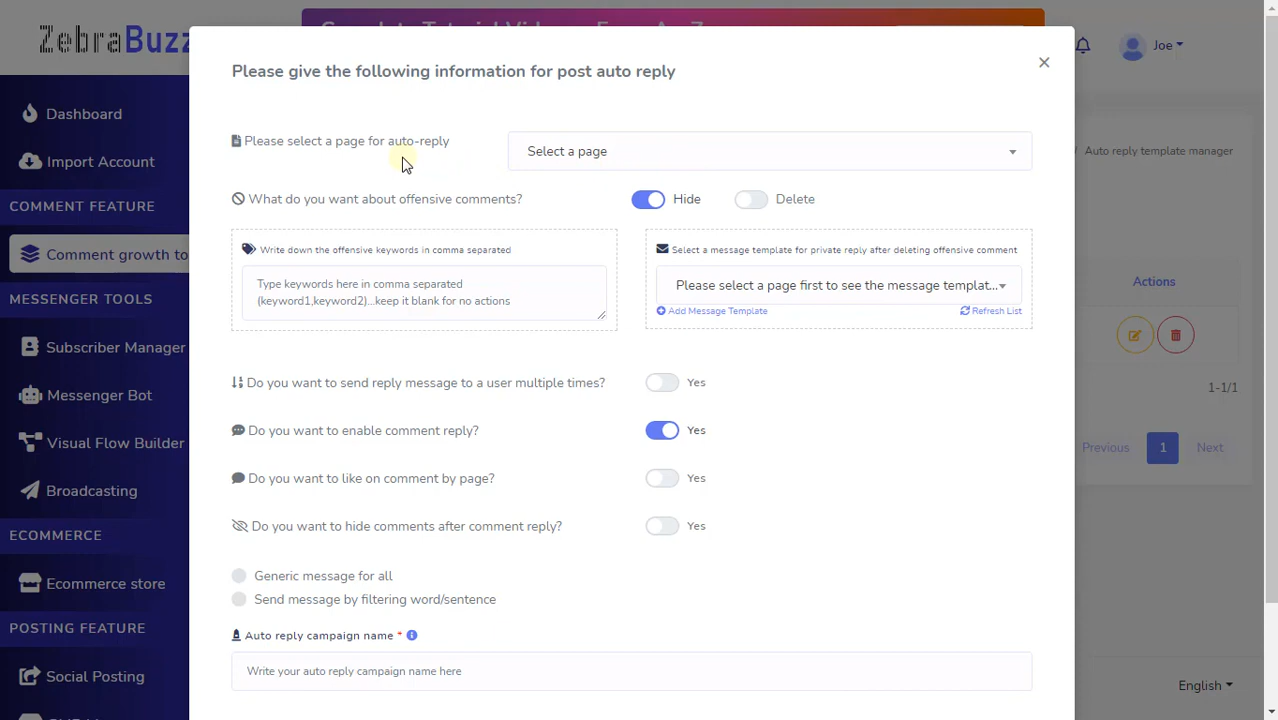 ZebraBuzz
Joe
Please give the following information for post auto reply
×
Dashboard
Import Account
COMMENT FEATURE
Comment growth to
MESSENGER TOOLS
Subscriber Manager
Messenger Bot
Visual Flow Builder
Broadcasting
ECOMMERCE
Ecommerce store
POSTING FEATURE
Social Posting
Please select a page for auto-reply
Select a page
/ Auto reply template manager
What do you want about offensive comments?
Hide
Delete
Write down the offensive keywords in comma separated
Type keywords here in comma separated
(keyword1,keyword2)...keep it blank for no actions
Select a message template for private reply after deleting offensive comment
Please select a page first to see the message templat...
Add Message Template
Refresh List
Actions
1-1/1
Previous
1
Next
Do you want to send reply message to a user multiple times?
Yes
Do you want to enable comment reply?
Yes
Do you want to like on comment by page?
Yes
Do you want to hide comments after comment reply?
Yes
Generic message for all
Send message by filtering word/sentence
Auto reply campaign name *
Write your auto reply campaign name here
English